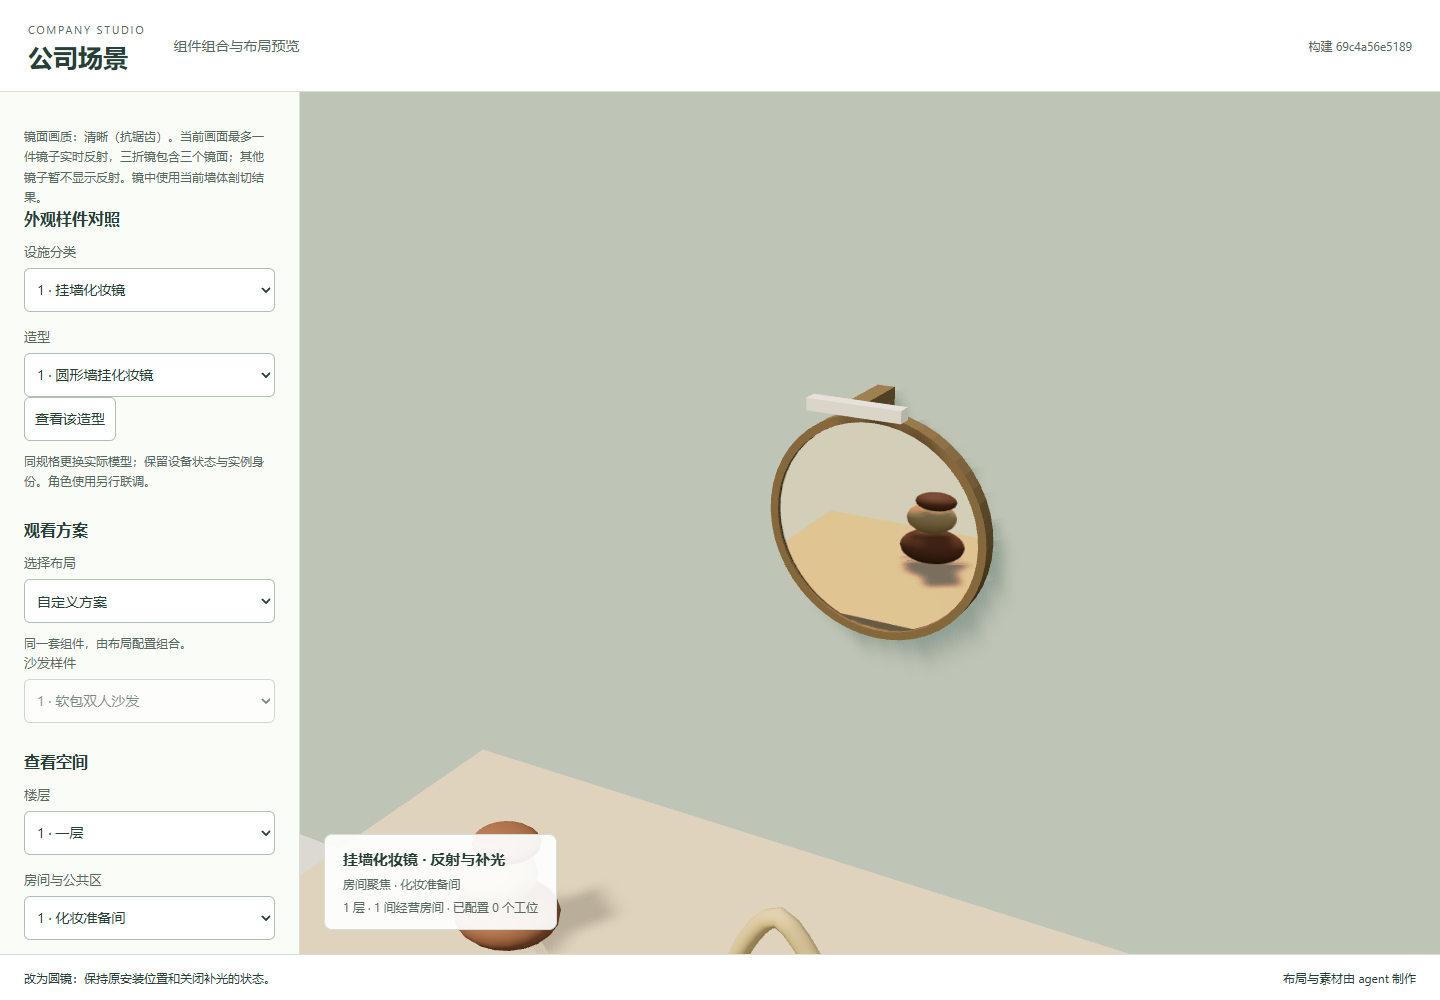 COMPANY STUDIO
公司场景
组件组合与布局预览
构建 69c4a56e5189
镜面画质：清晰（抗锯齿）。当前画面最多一
件镜子实时反射，三折镜包含三个镜面；其他
镜子暂不显示反射。镜中使用当前墙体剖切结
果。
外观样件对照
设施分类
1 · 挂墙化妆镜
造型
1 · 圆形墙挂化妆镜
查看该造型
同规格更换实际模型；保留设备状态与实例身
份。角色使用另行联调。
观看方案
选择布局
自定义方案
同一套组件，由布局配置组合。
沙发样件
1 · 软包双人沙发
查看空间
楼层
1 · 一层
房间与公共区
1 · 化妆准备间
挂墙化妆镜 · 反射与补光
房间聚焦 · 化妆准备间
1 层 · 1 间经营房间 · 已配置 0 个工位
改为圆镜：保持原安装位置和关闭补光的状态。
布局与素材由 agent 制作